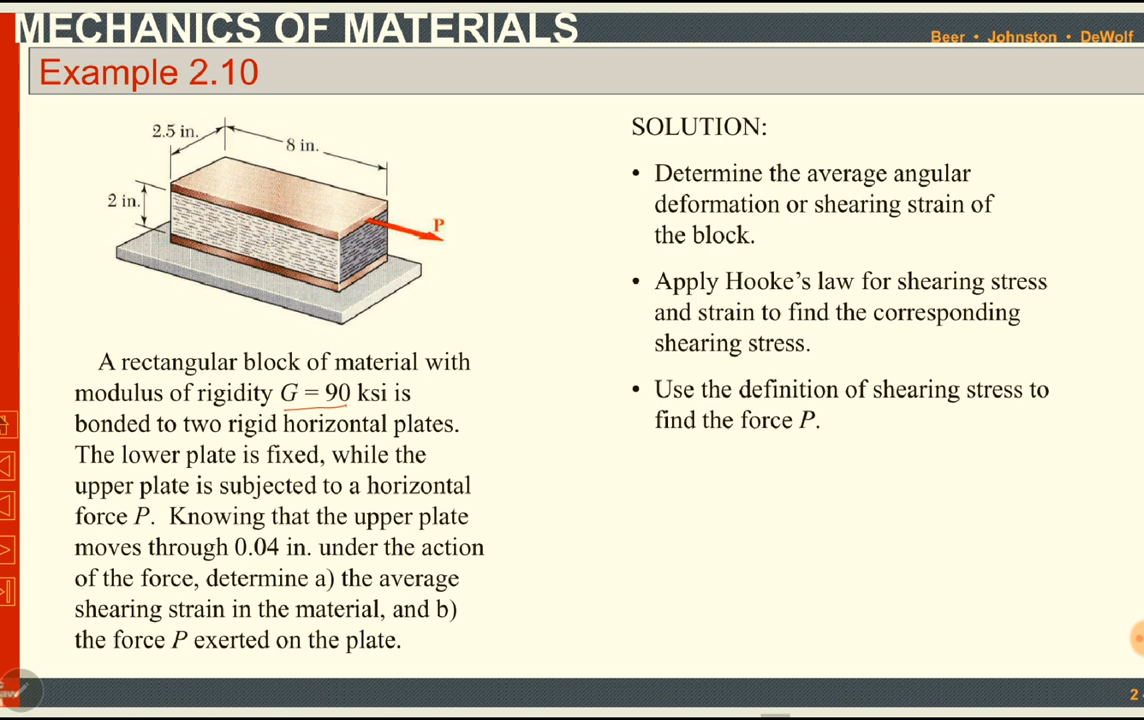 MECHANICS OF MATERIALS
Beer • Johnston • DeWolf
Example 2.10
2.5 in.
8 in.
2 in.
P
A rectangular block of material with
modulus of rigidity G = 90 ksi is
bonded to two rigid horizontal plates.
The lower plate is fixed, while the
upper plate is subjected to a horizontal
force P. Knowing that the upper plate
moves through 0.04 in. under the action
of the force, determine a) the average
shearing strain in the material, and b)
the force P exerted on the plate.
SOLUTION:
• Determine the average angular
deformation or shearing strain of
the block.
• Apply Hooke’s law for shearing stress
and strain to find the corresponding
shearing stress.
• Use the definition of shearing stress to
find the force P.